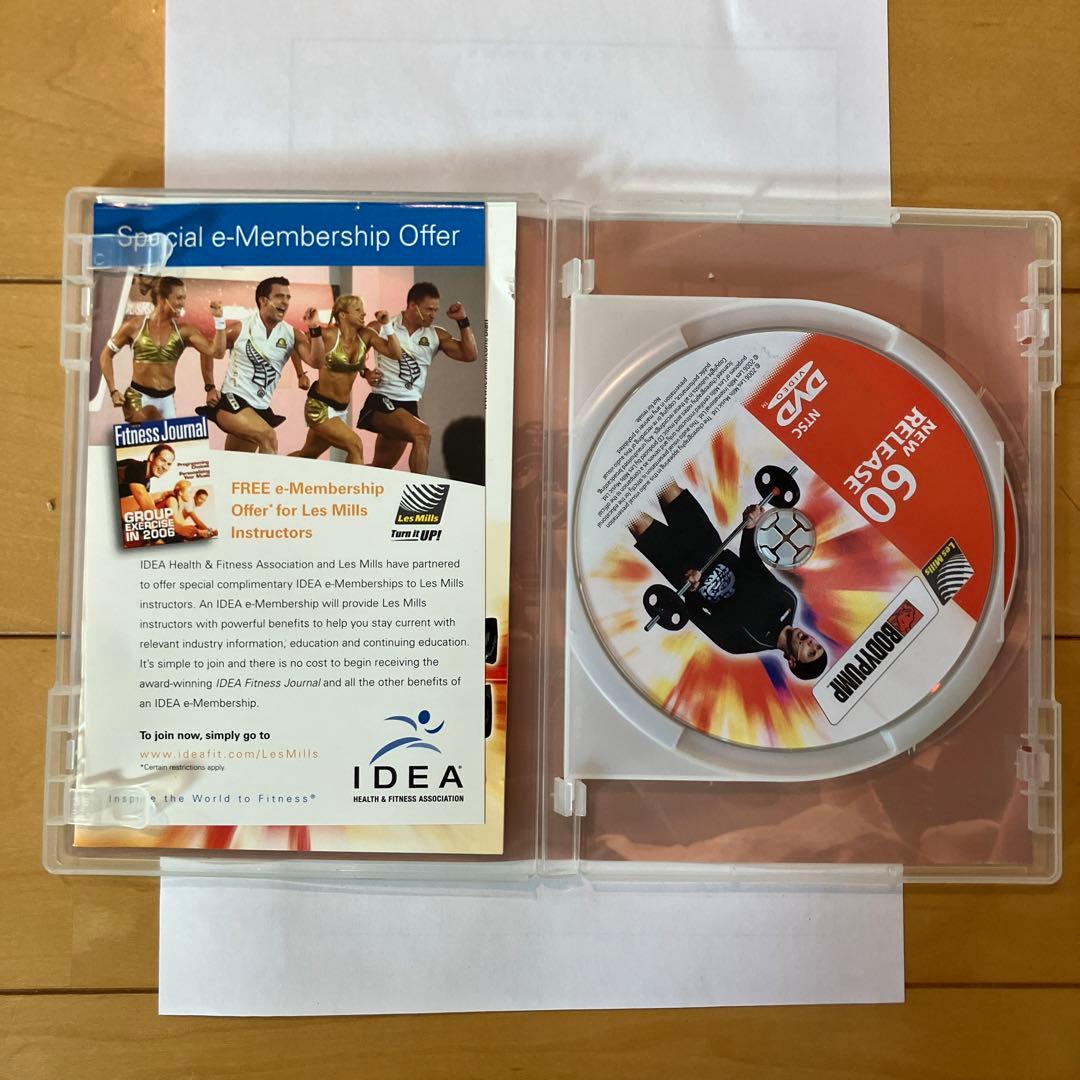 Special e-Membership Offer
Fitness Journal
GROUP
EXERCISE
IN 2006
FREE e-Membership
Offer* for Les Mills
Instructors
Les Mills
Turn it UP!
IDEA Health & Fitness Association and Les Mills have partnered
to offer special complimentary IDEA e-Memberships to Les Mills
instructors. An IDEA e-Membership will provide Les Mills
instructors with powerful benefits to help you stay current with
relevant industry information, education and continuing education.
It's simple to join and there is no cost to begin receiving the
award-winning IDEA Fitness Journal and all the other benefits of
an IDEA e-Membership.
To join now, simply go to
www.ideafit.com/LesMills
*Certain restrictions apply.
Inspire the World to Fitness®
IDEA®
HEALTH & FITNESS ASSOCIATION
DVD
VIDEO
NTSC
NEW
RELEASE
60
Les Mills
BODYPUMP